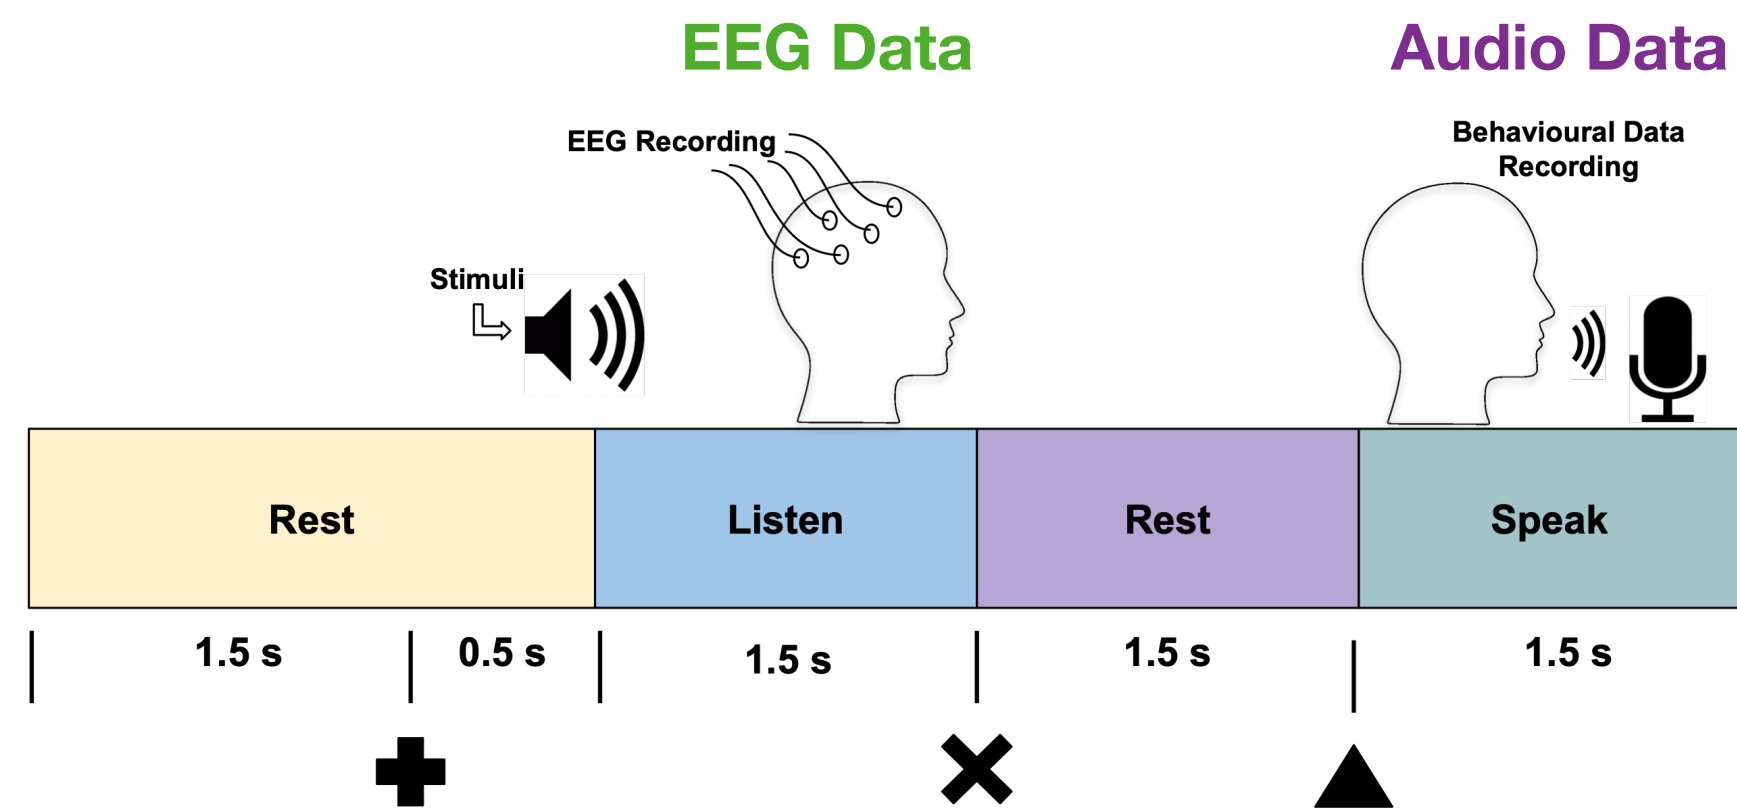 EEG Data
Audio Data
EEG Recording
Behavioural Data
Recording
Stimuli
Rest
Listen
Rest
Speak
1.5 s
0.5 s
1.5 s
1.5 s
1.5 s